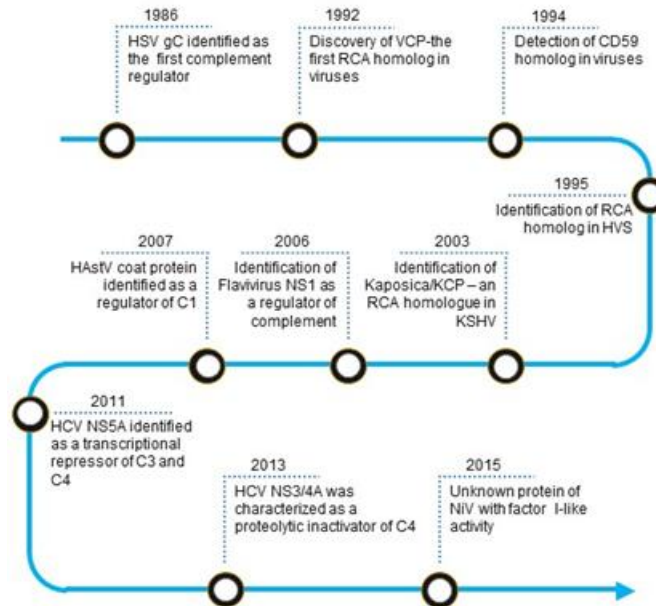 1986
HSV gC identified as
the first complement
regulator
1992
Discovery of VCP-the
first RCA homolog in
viruses
1994
Detection of CD59
homolog in viruses
1995
Identification of RCA
homolog in HVS
2003
Identification of
Kaposica/KCP – an
RCA homologue in
KSHV
2006
Identification of
Flavivirus NS1 as
a regulator of
complement
2007
HAstV coat protein
identified as a
regulator of C1
2011
HCV NS5A identified
as a transcriptional
repressor of C3 and
C4
2013
HCV NS3/4A was
characterized as a
proteolytic inactivator of C4
2015
Unknown protein of
NiV with factor I-like
activity